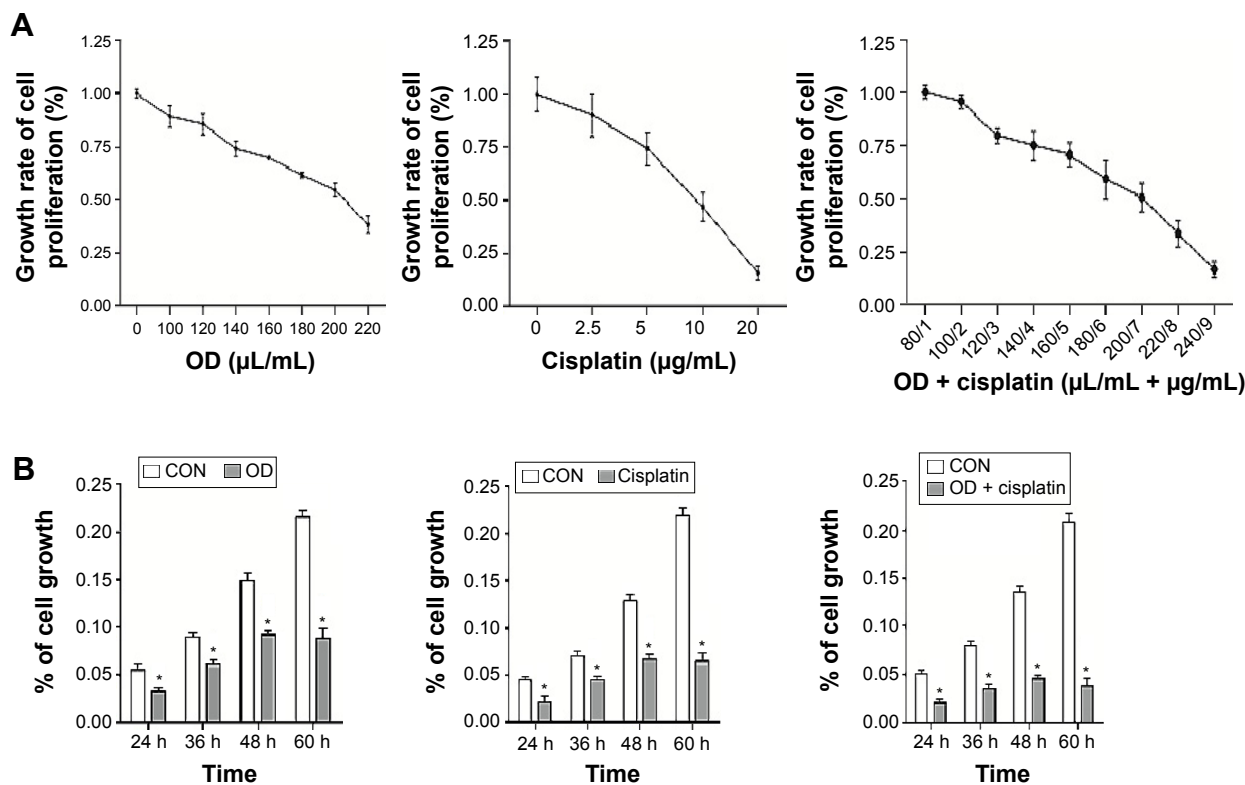 A
Growth rate of cell
proliferation (%)
1.25
1.00
0.75
0.50
0.25
0.00
0 100 120 140 160 180 200 220
OD (µL/mL)
Growth rate of cell
proliferation (%)
1.25
1.00
0.75
0.50
0.25
0.00
0 2.5 5 10 20
Cisplatin (µg/mL)
Growth rate of cell
proliferation (%)
1.25
1.00
0.75
0.50
0.25
0.00
80/1 100/2 120/3 140/4 160/5 180/6 200/7 220/8 240/9
OD + cisplatin (µL/mL + µg/mL)
B
CON OD
% of cell growth
0.25
0.20
0.15
0.10
0.05
0.00
* * * *
24 h 36 h 48 h 60 h
Time
CON Cisplatin
% of cell growth
0.25
0.20
0.15
0.10
0.05
0.00
* * * *
24 h 36 h 48 h 60 h
Time
CON
OD + cisplatin
% of cell growth
0.25
0.20
0.15
0.10
0.05
0.00
* * * *
24 h 36 h 48 h 60 h
Time